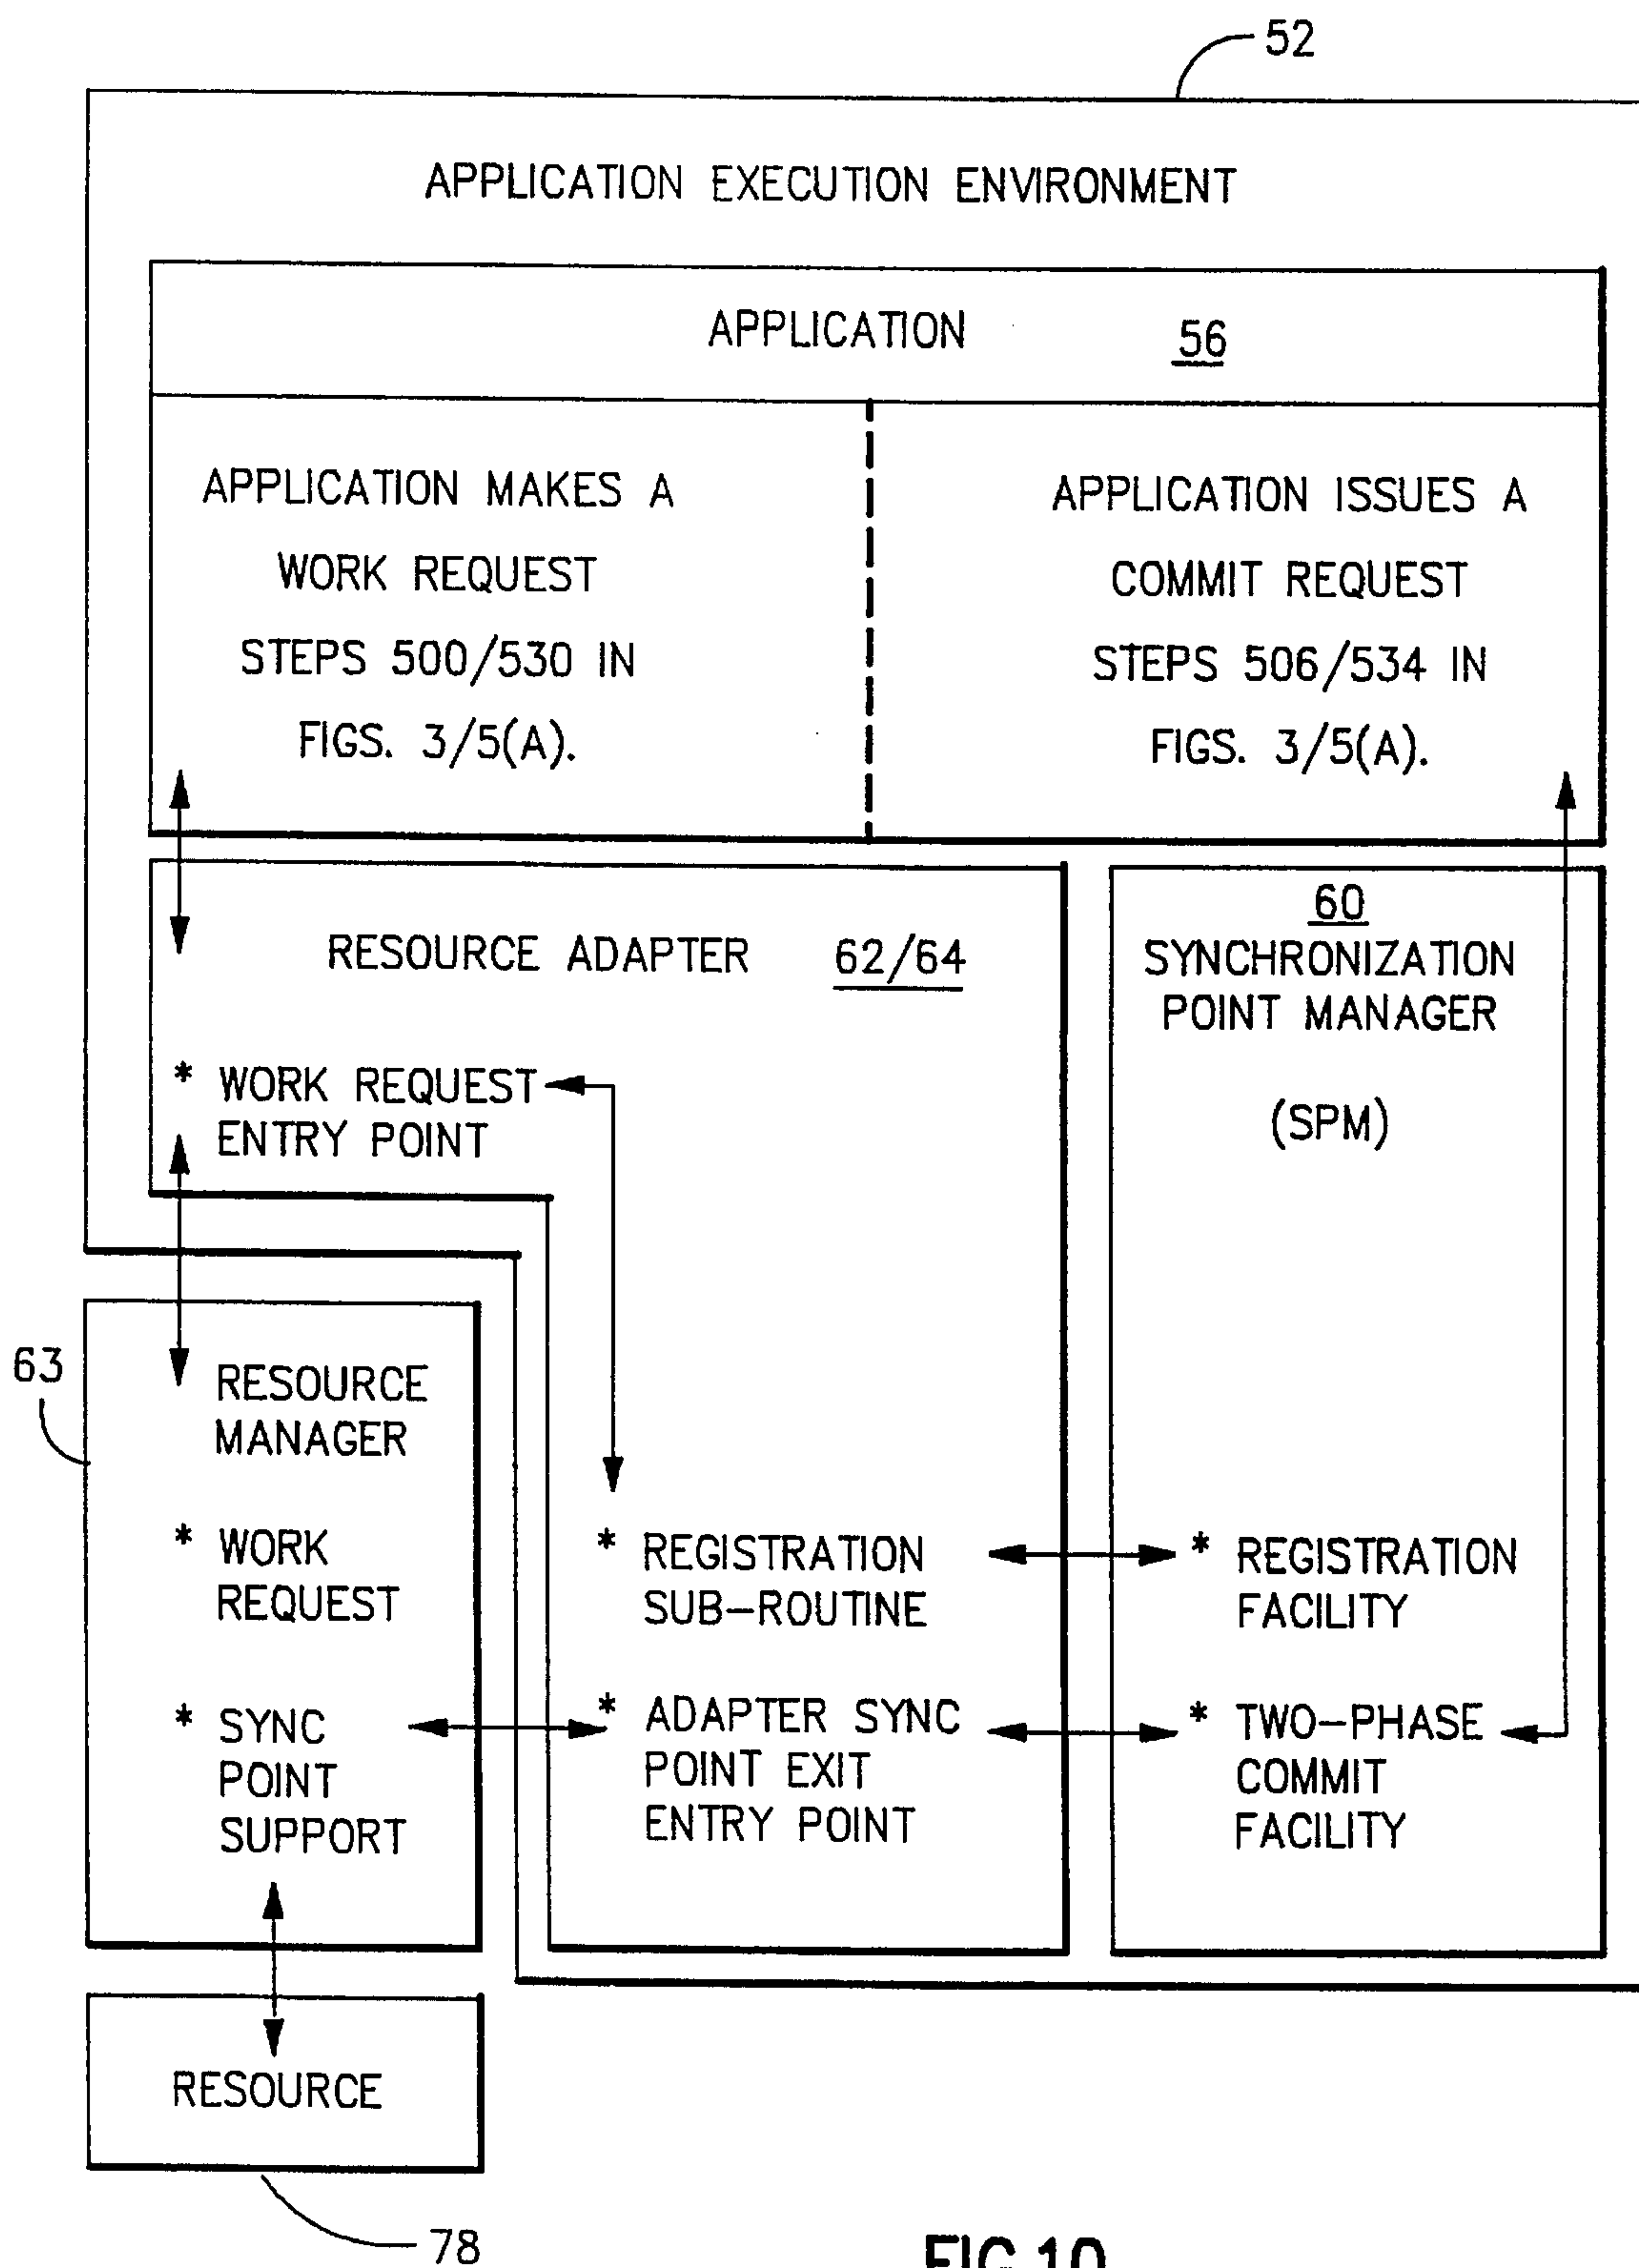 52
APPLICATION EXECUTION ENVIRONMENT
APPLICATION 56
APPLICATION MAKES A
WORK REQUEST
STEPS 500/530 IN
FIGS. 3/5(A).
APPLICATION ISSUES A
COMMIT REQUEST
STEPS 506/534 IN
FIGS. 3/5(A).
RESOURCE ADAPTER 62/64
* WORK REQUEST
ENTRY POINT
60
SYNCHRONIZATION
POINT MANAGER
(SPM)
63
RESOURCE
MANAGER
* WORK
REQUEST
* SYNC
POINT
SUPPORT
* REGISTRATION
SUB-ROUTINE
* ADAPTER SYNC
POINT EXIT
ENTRY POINT
* REGISTRATION
FACILITY
* TWO-PHASE
COMMIT
FACILITY
RESOURCE
78
FIG.10